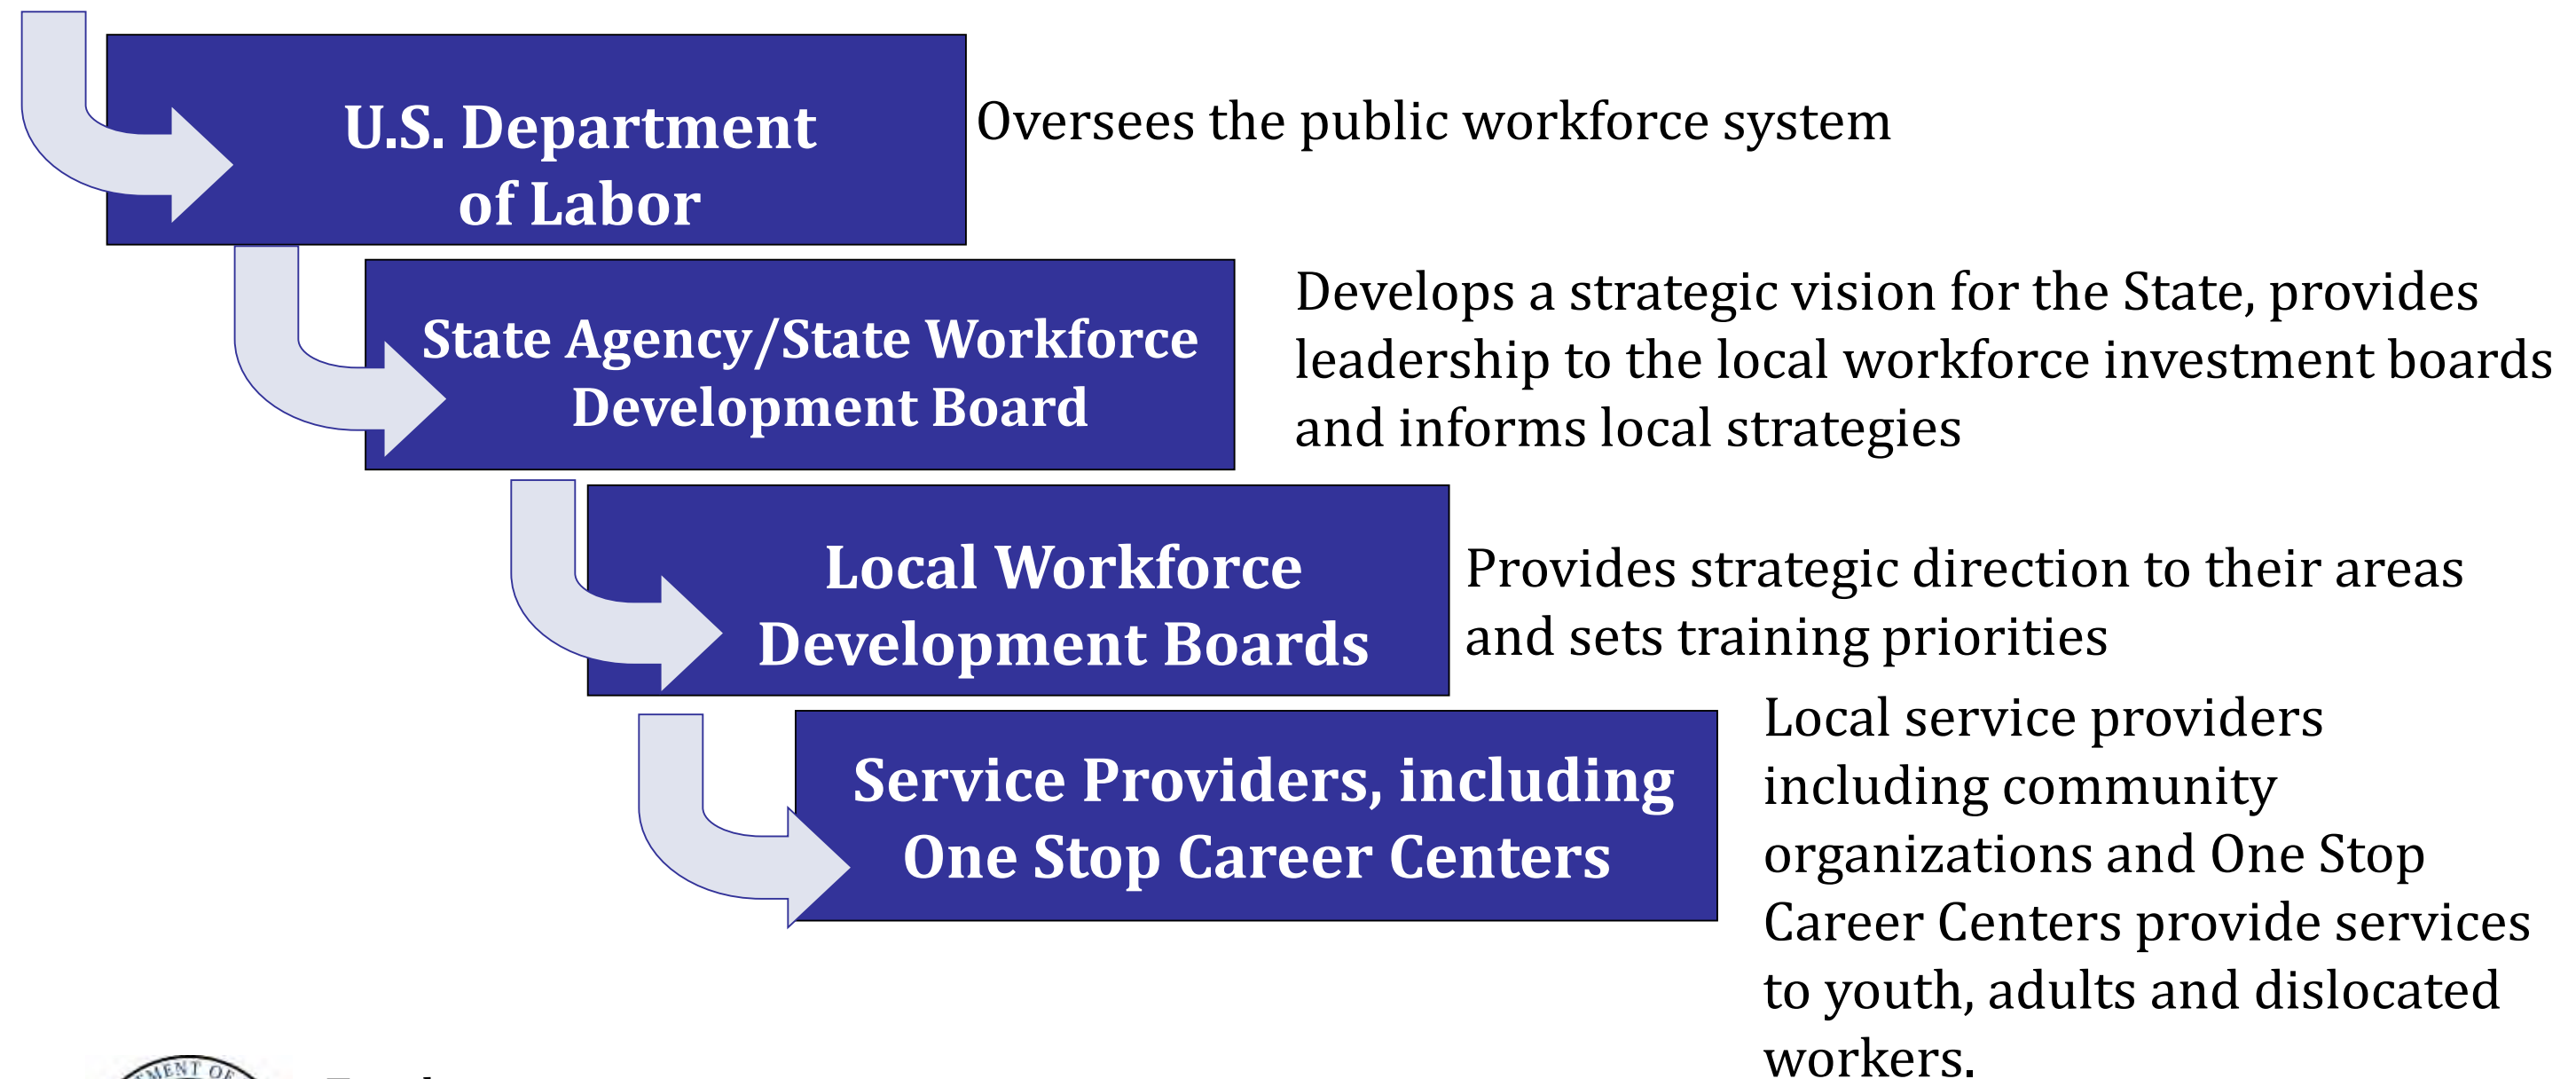 U.S. Department
of Labor
Oversees the public workforce system
State Agency/State Workforce
Development Board
Develops a strategic vision for the State, provides
leadership to the local workforce investment boards
and informs local strategies
Local Workforce
Development Boards
Provides strategic direction to their areas
and sets training priorities
Service Providers, including
One Stop Career Centers
Local service providers
including community
organizations and One Stop
Career Centers provide services
to youth, adults and dislocated
workers.
OF